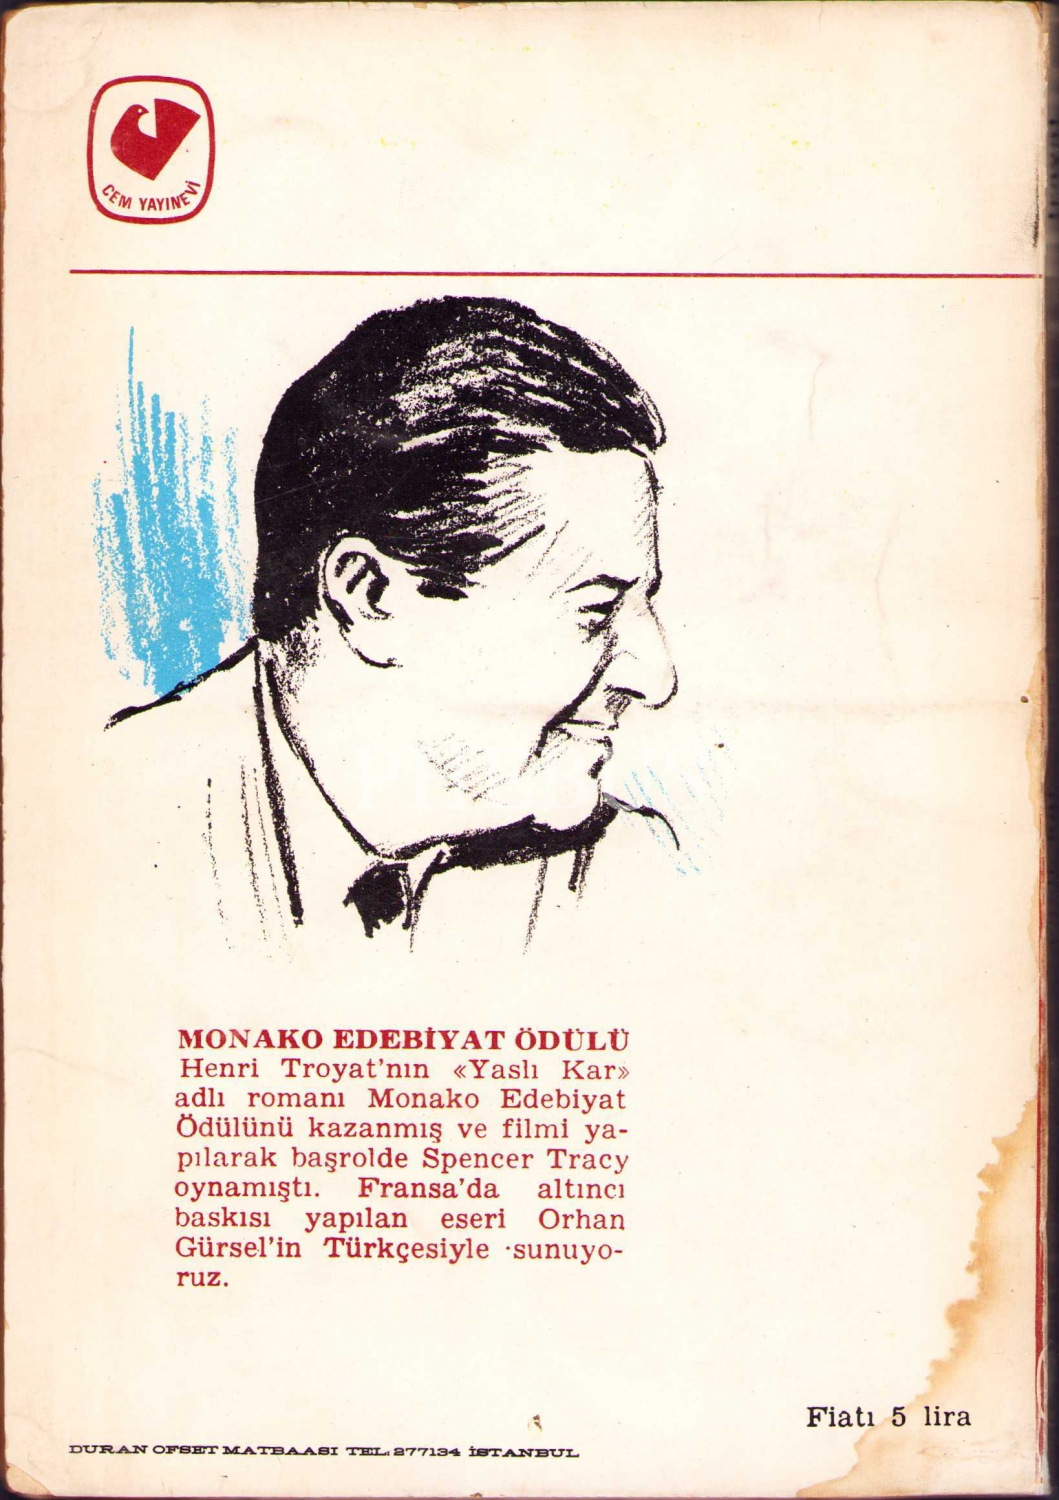 CEM YAYINEVİ
MONAKO EDEBİYAT ÖDÜLÜ
Henri Troyat'nın «Yaslı Kar»
adlı romanı Monako Edebiyat
Ödülünü kazanmış ve filmi ya-
pılarak başrolde Spencer Tracy
oynamıştı. Fransa'da altıncı
baskısı yapılan eseri Orhan
Gürsel'in Türkçesiyle sunuyo-
ruz.
Fiatı 5 lira
DURAN OFSET MATBAASI TEL: 277134 İSTANBUL